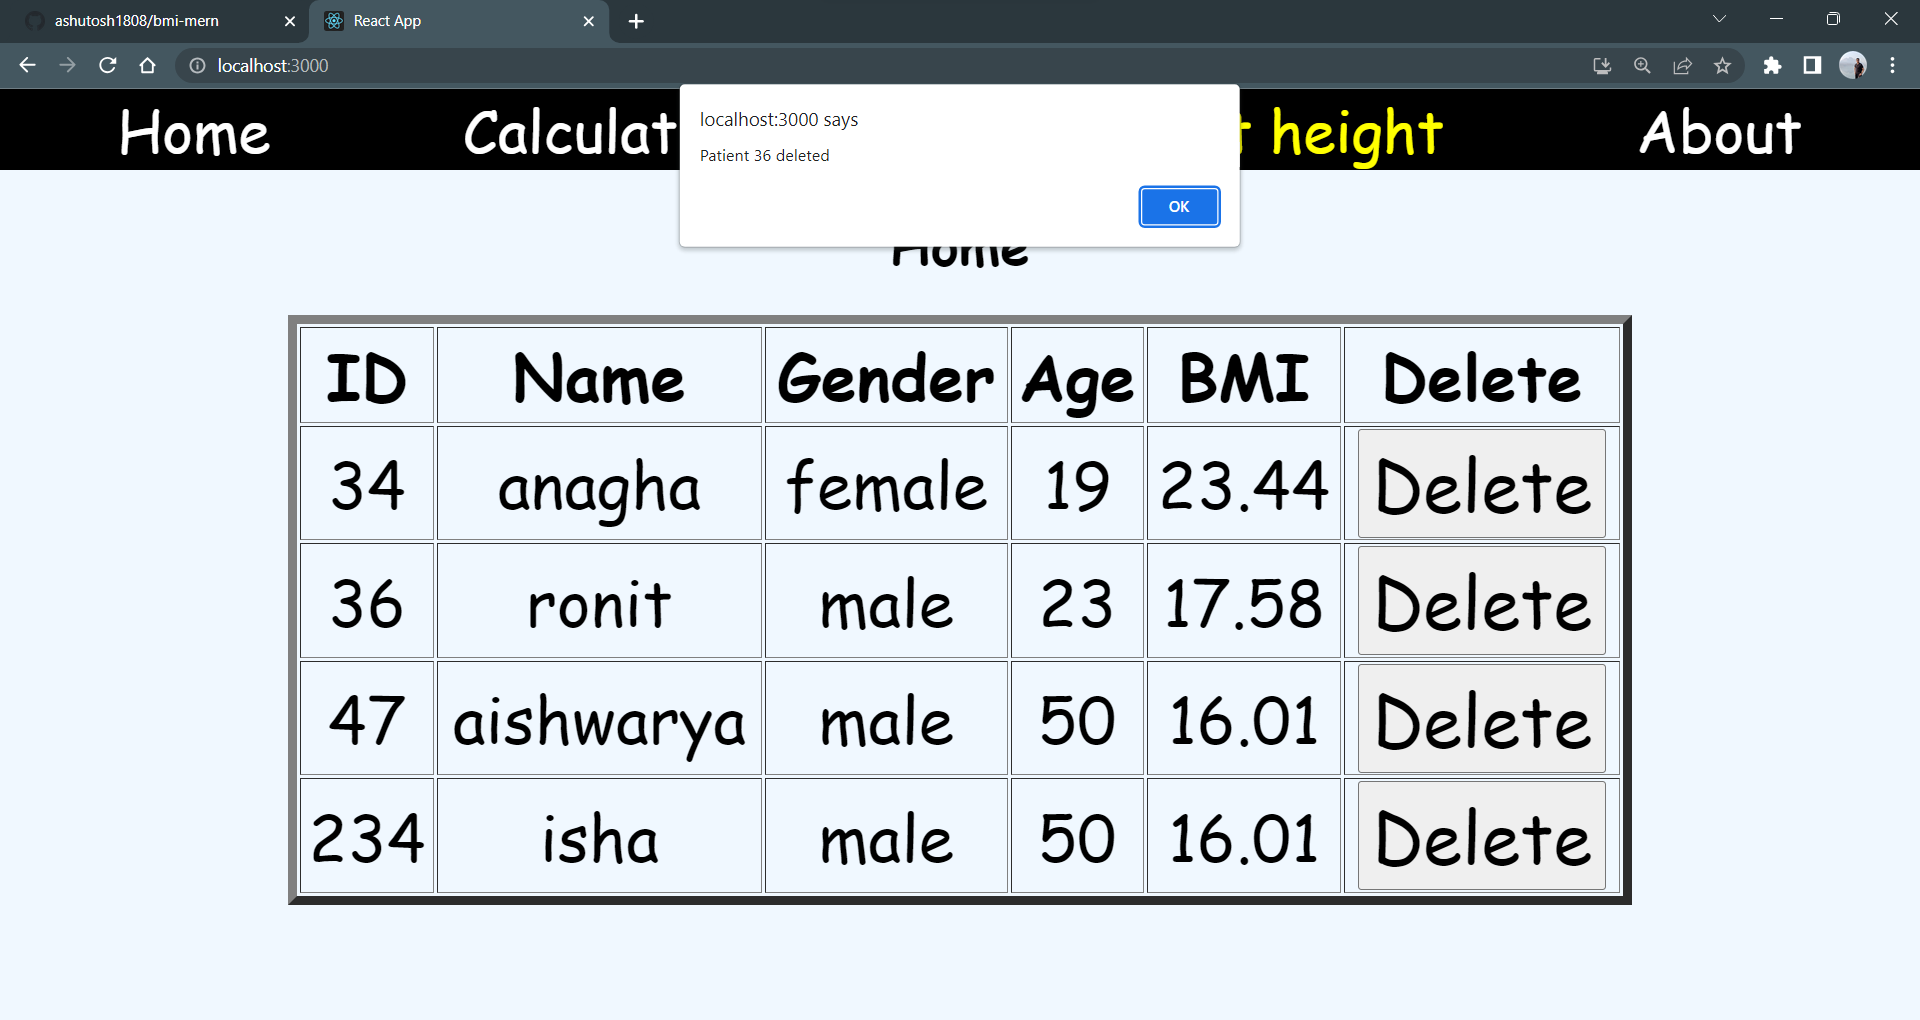 ashutosh1808/bmi-mern React App
localhost:3000
localhost:3000 says
Patient 36 deleted
OK
Home Calculat t height About
Home
ID Name Gender Age BMI Delete
34 anagha female 19 23.44 Delete
36 ronit male 23 17.58 Delete
47 aishwarya male 50 16.01 Delete
234 isha male 50 16.01 Delete